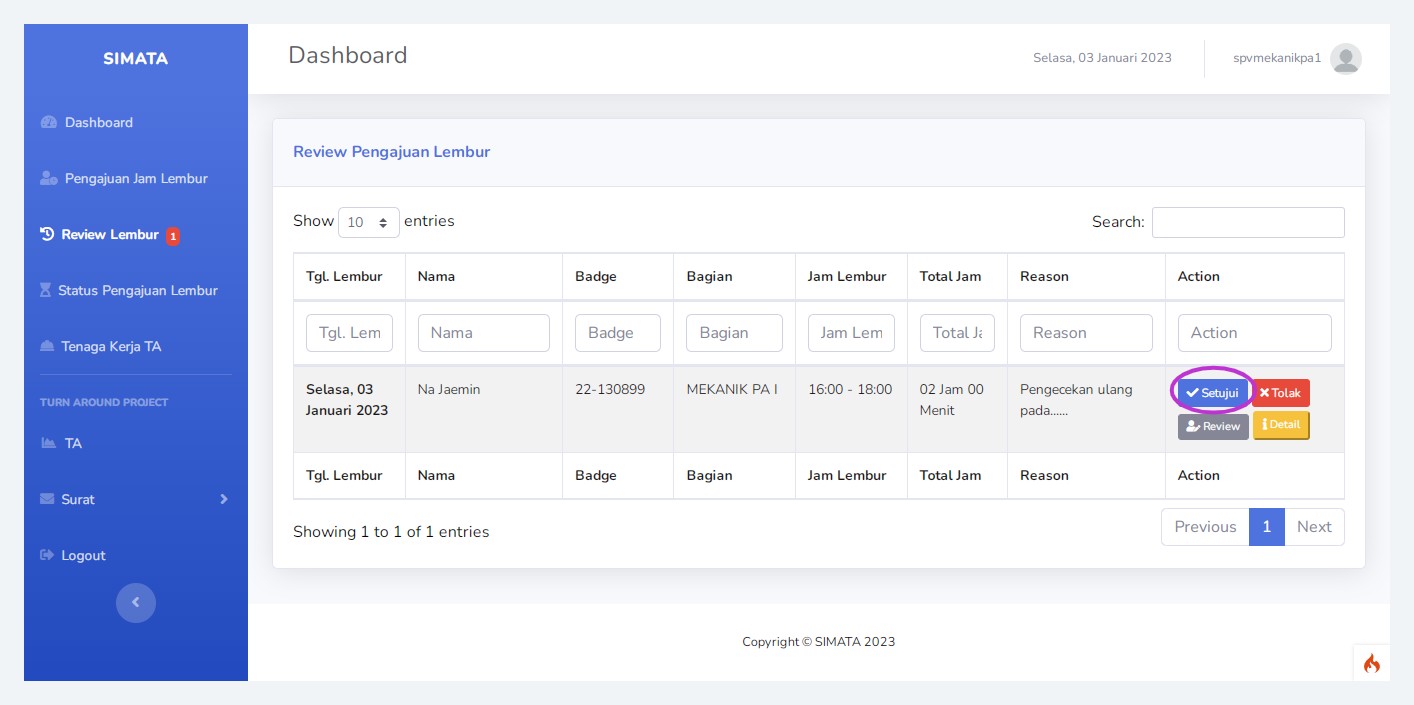 SIMATA
Dashboard
Pengajuan Jam Lembur
Review Lembur 1
Status Pengajuan Lembur
Tenaga Kerja TA
TURN AROUND PROJECT
TA
Surat
Logout
Dashboard
Selasa, 03 Januari 2023
spvmekanikpa1
Review Pengajuan Lembur
Show 10 entries
Search:
Tgl. Lembur Nama Badge Bagian Jam Lembur Total Jam Reason Action
Tgl. Lem Nama Badge Bagian Jam Lem Total Ja Reason Action
Selasa, 03 Na Jaemin 22-130899 MEKANIK PA I 16:00 - 18:00 02 Jam 00 Pengecekan ulang Setujui Tolak
Januari 2023 Menit pada...... Review Detail
Tgl. Lembur Nama Badge Bagian Jam Lembur Total Jam Reason Action
Showing 1 to 1 of 1 entries
Previous 1 Next
Copyright © SIMATA 2023